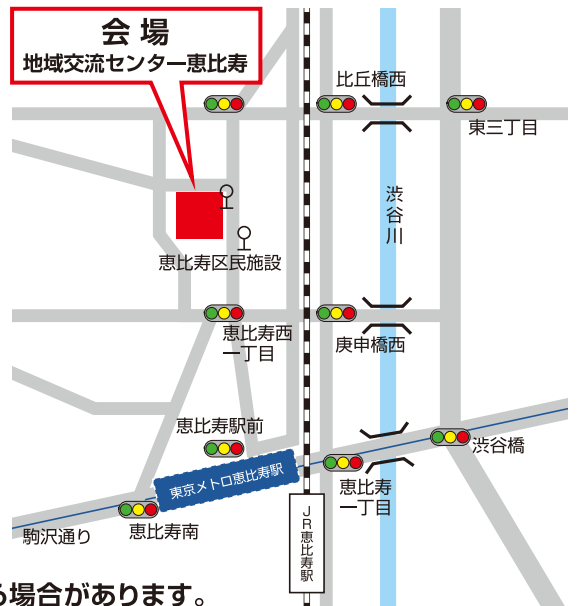 会場
地域交流センター恵比寿
比丘橋西
東三丁目
渋谷川
恵比寿区民施設
恵比寿西
一丁目
庚申橋西
恵比寿駅前
渋谷橋
東京メトロ恵比寿駅
恵比寿
一丁目
恵比寿南
駒沢通り
JR恵比寿駅
場合があります。